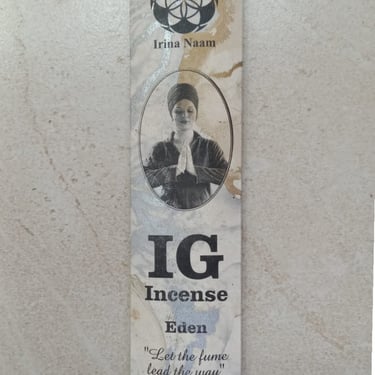 Irina Naam
IG
Incense
Eden
"Let the fume
lead the way"